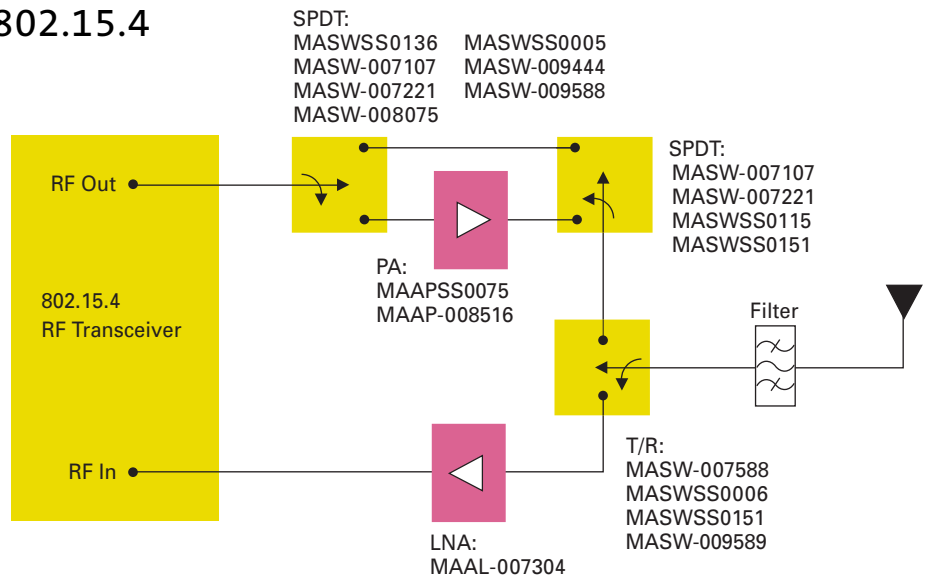 802.15.4
SPDT:
MASWSS0136 MASWSS0005
MASW-007107 MASW-009444
MASW-007221 MASW-009588
MASW-008075
SPDT:
MASW-007107
MASW-007221
MASWSS0115
MASWSS0151
RF Out
PA:
MAAPSS0075
MAAP-008516
802.15.4
RF Transceiver
Filter
RF In
T/R:
MASW-007588
MASWSS0006
MASWSS0151
MASW-009589
LNA:
MAAL-007304